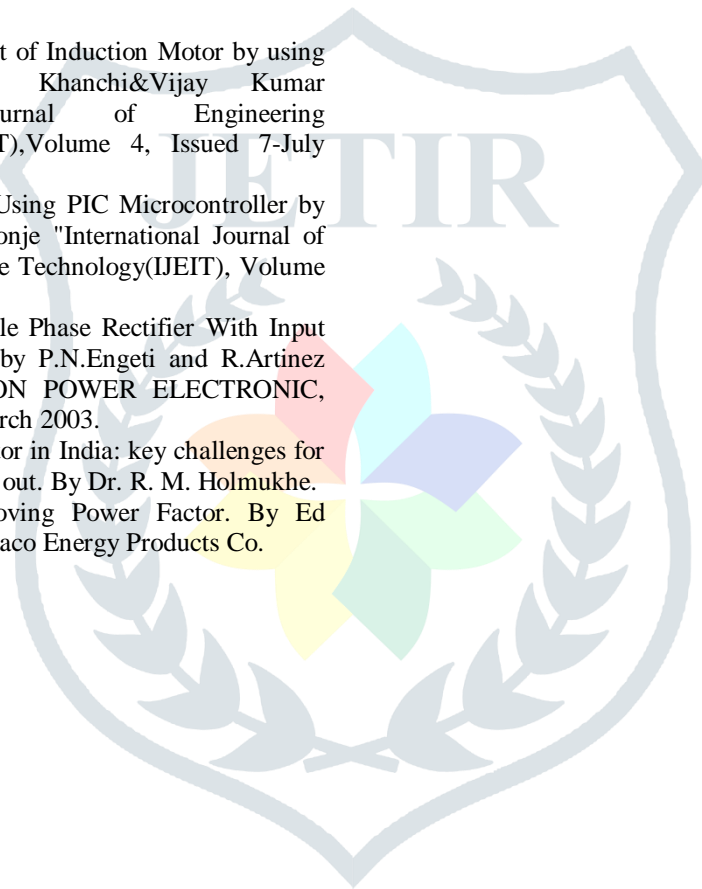 t of Induction Motor by using
Khanchi&Vijay Kumar
urnal of Engineering
T),Volume 4, Issued 7-July
Using PIC Microcontroller by
onje "International Journal of
e Technology(IJEIT), Volume
le Phase Rectifier With Input
by P.N.Engeti and R.Artinez
ON POWER ELECTRONIC,
rch 2003.
tor in India: key challenges for
out. By Dr. R. M. Holmukhe.
oving Power Factor. By Ed
aco Energy Products Co.
JETIR